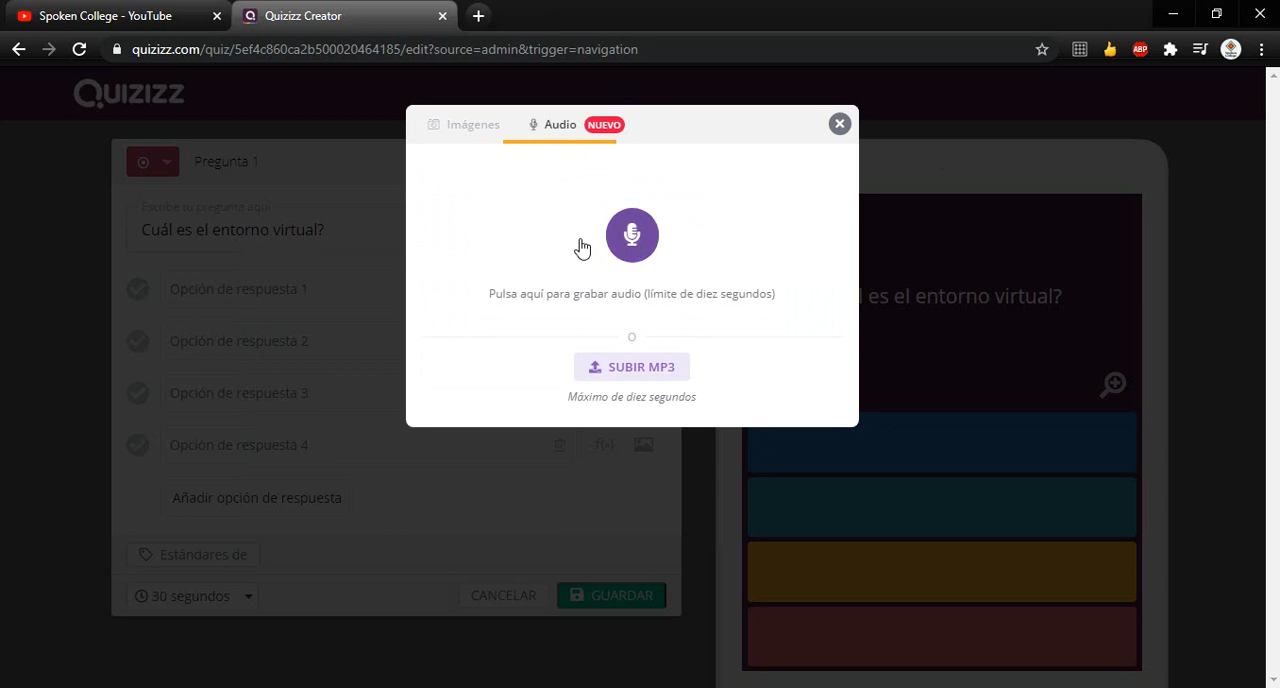 Spoken College - YouTube
Quizizz Creator
quizizz.com/quiz/5ef4c860ca2b500020464185/edit?source=admin&trigger=navigation
ABP
Quizizz
Imágenes
Audio NUEVO
Pregunta 1
Escribe tu pregunta aquí
Cuál es el entorno virtual?
Pulsa aquí para grabar audio (límite de diez segundos)
l es el entorno virtual?
Opción de respuesta 1
O
Opción de respuesta 2
SUBIR MP3
Opción de respuesta 3
Máximo de diez segundos
Opción de respuesta 4
f(x)
Añadir opción de respuesta
Estándares de
30 segundos
CANCELAR
GUARDAR